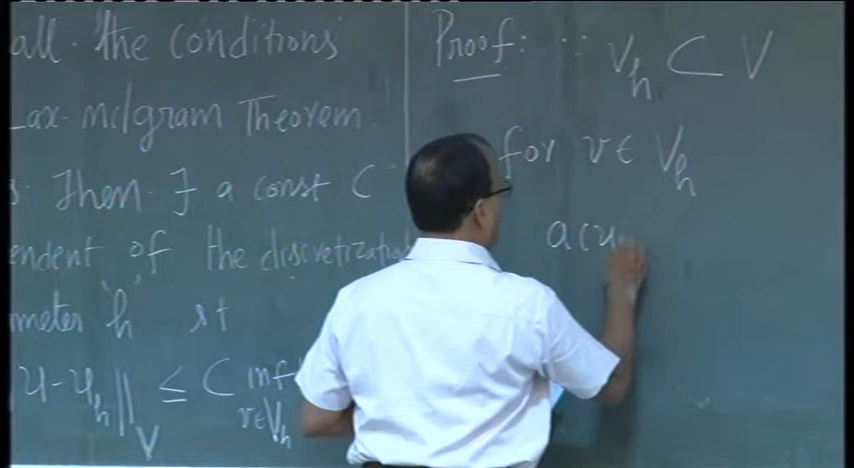 all the conditions
Lax-milgram Theorem
Then ∃ a const C
endent of the discretization
meter 'h' s t
u-u_h||_V ≤ C inf
v∈V_h
Proof: ∵ V_h ⊂ V
for v ∈ V_h
a(u